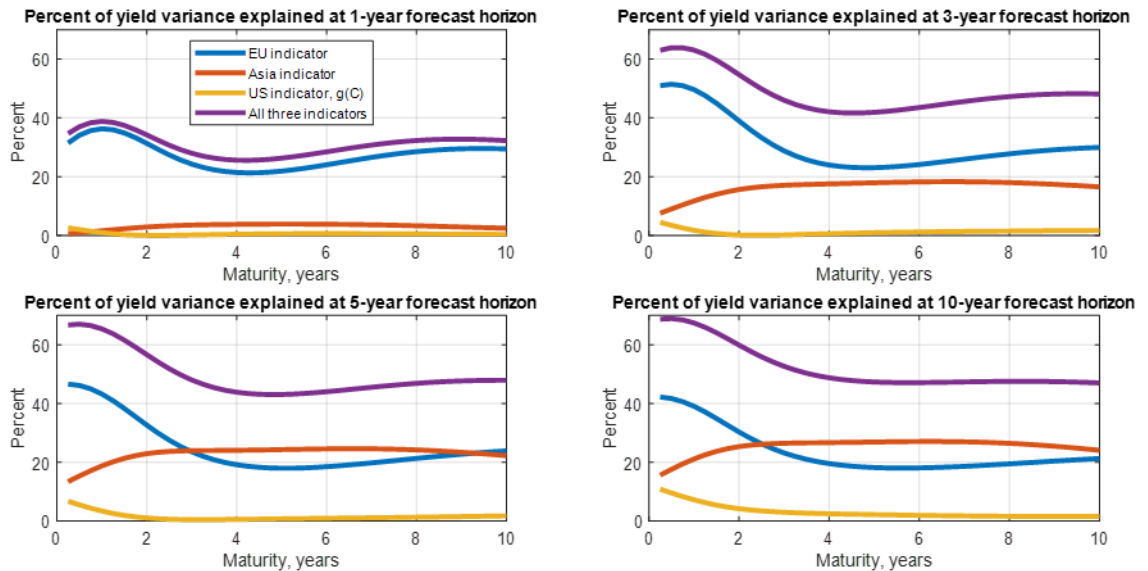 Percent of yield variance explained at 1-year forecast horizon
60
40
20
0
Percent
EU indicator
Asia indicator
US indicator, g(C)
All three indicators
0 2 4 6 8 10
Maturity, years
Percent of yield variance explained at 3-year forecast horizon
60
40
20
0
Percent
0 2 4 6 8 10
Maturity, years
Percent of yield variance explained at 5-year forecast horizon
60
40
20
0
Percent
0 2 4 6 8 10
Maturity, years
Percent of yield variance explained at 10-year forecast horizon
60
40
20
0
Percent
0 2 4 6 8 10
Maturity, years